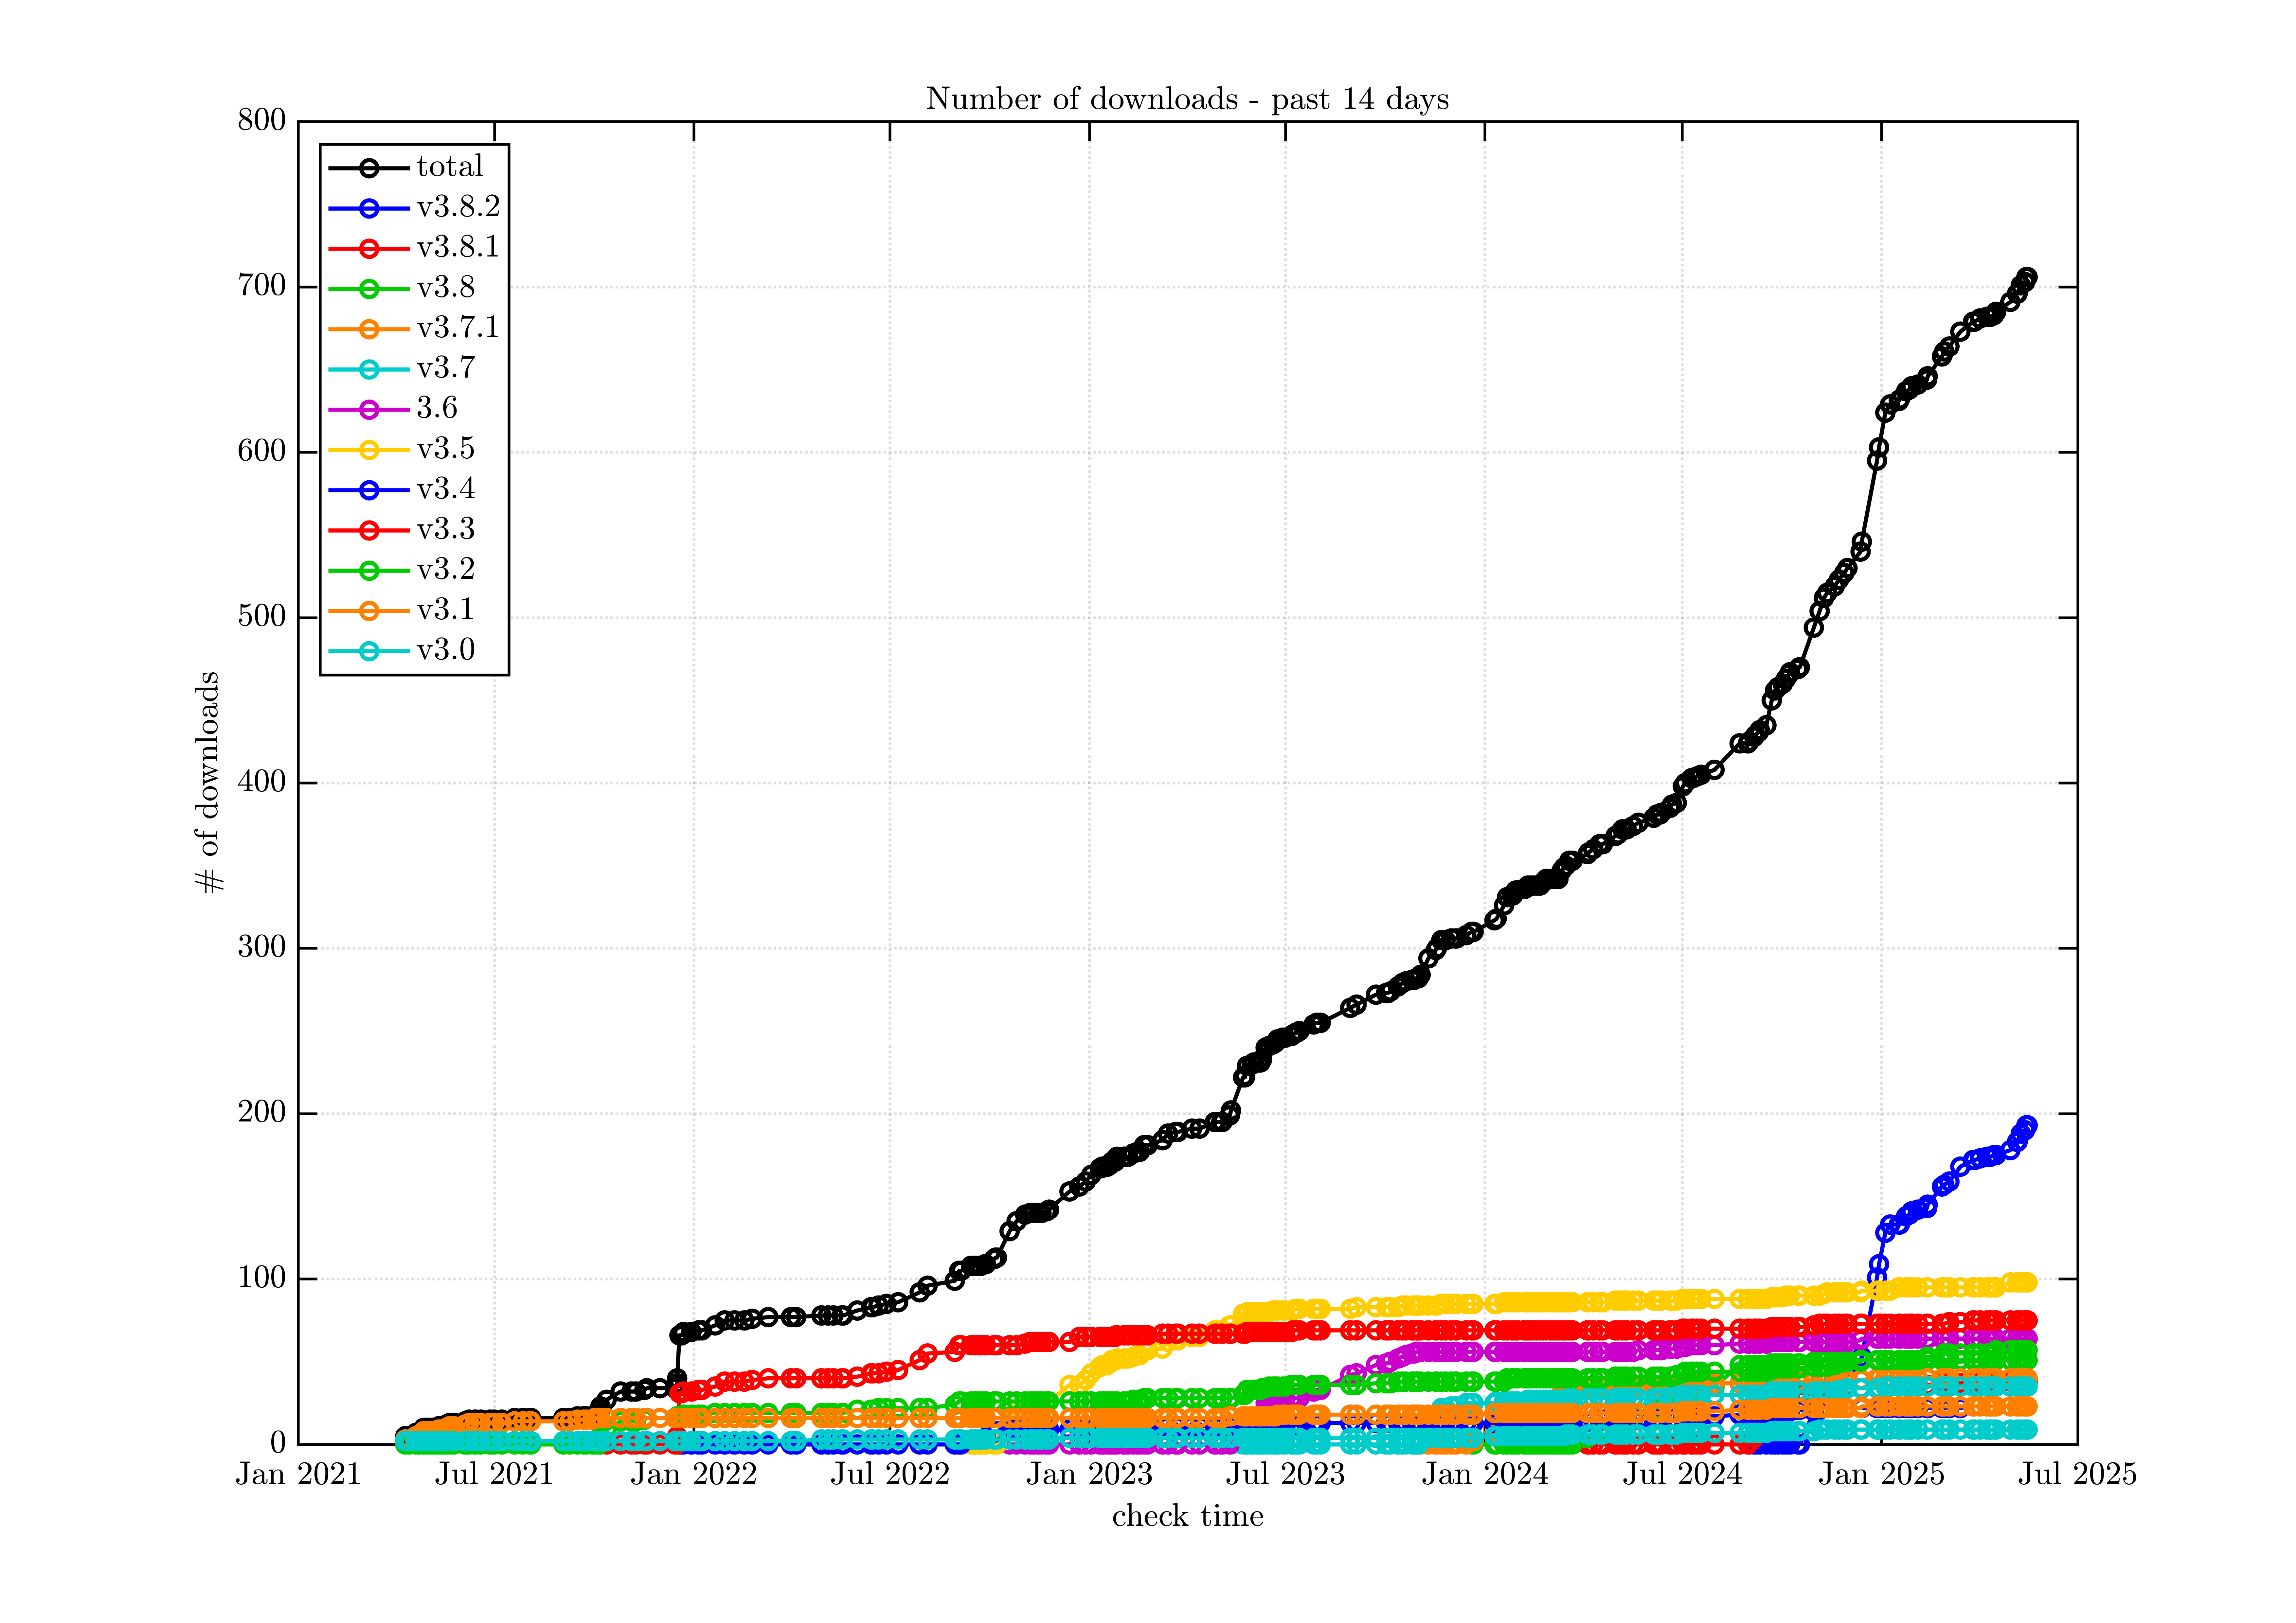 Number of downloads - past 14 days
800
700
600
500
400
300
200
100
0
# of downloads
total
v3.8.2
v3.8.1
v3.8
v3.7.1
v3.7
3.6
v3.5
v3.4
v3.3
v3.2
v3.1
v3.0
Jan 2021 Jul 2021 Jan 2022 Jul 2022 Jan 2023 Jul 2023 Jan 2024 Jul 2024 Jan 2025 Jul 2025
check time